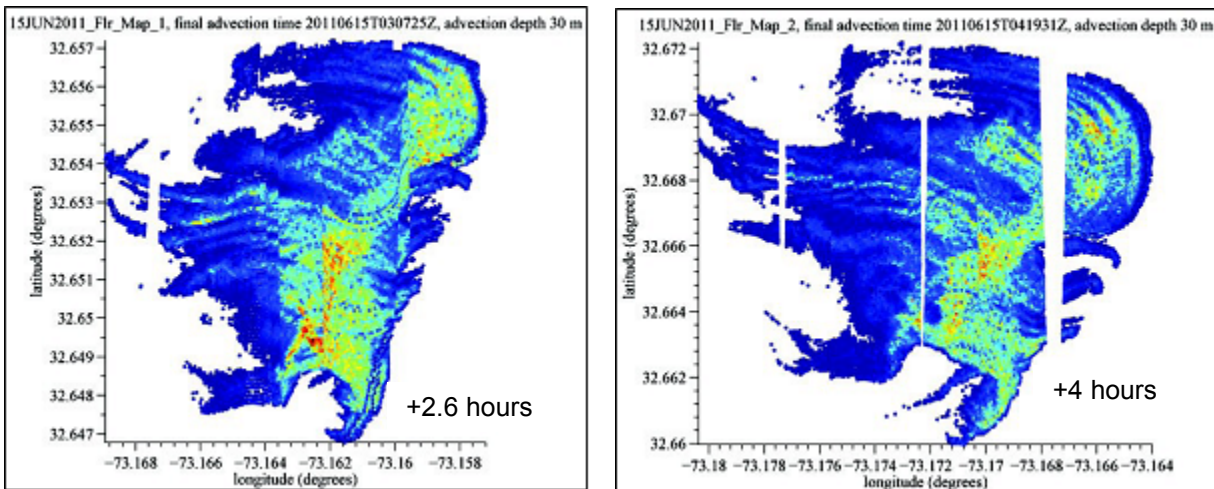 15JUN2011_Flr_Map_1, final advection time 20110615T030725Z, advection depth 30 m
32.657
32.656
32.655
32.654
32.653
32.652
32.651
32.65
32.649
32.648
32.647
latitude (degrees)
+2.6 hours
−73.168 −73.166 −73.164 −73.162 −73.16 −73.158
longitude (degrees)
15JUN2011_Flr_Map_2, final advection time 20110615T041931Z, advection depth 30 m
32.672
32.67
32.668
32.666
32.664
32.662
32.66
latitude (degrees)
+4 hours
−73.18 −73.178 −73.176 −73.174 −73.172 −73.17 −73.168 −73.166 −73.164
longitude (degrees)